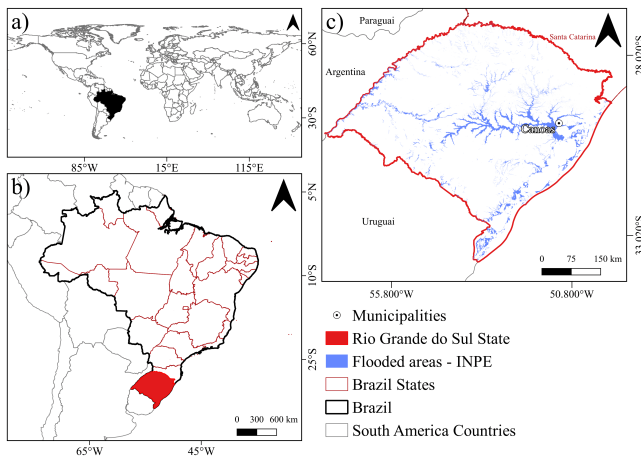 a)
60°N
30°S
85°W 15°E 115°E
b)
5°N
10°S
25°S
0 300 600 km
65°W 45°W
c)
Paraguai
Santa Catarina
Argentina
Canoas
Uruguai
28.020°S
33.020°S
0 75 150 km
55.800°W 50.800°W
Municipalities
Rio Grande do Sul State
Flooded areas - INPE
Brazil States
Brazil
South America Countries